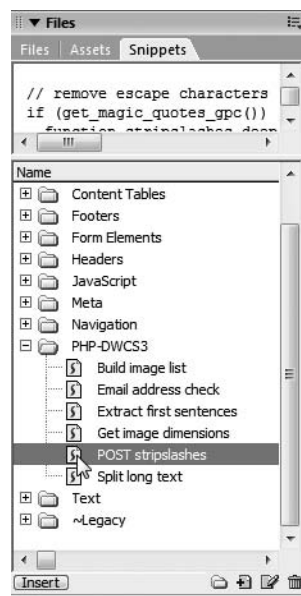 Files
Files Assets Snippets
// remove escape characters
if (get_magic_quotes_gpc())
function stripslashes_deep
Name
Content Tables
Footers
Form Elements
Headers
JavaScript
Meta
Navigation
PHP-DWCS3
Build image list
Email address check
Extract first sentences
Get image dimensions
POST stripslashes
Split long text
Text
~Legacy
Insert